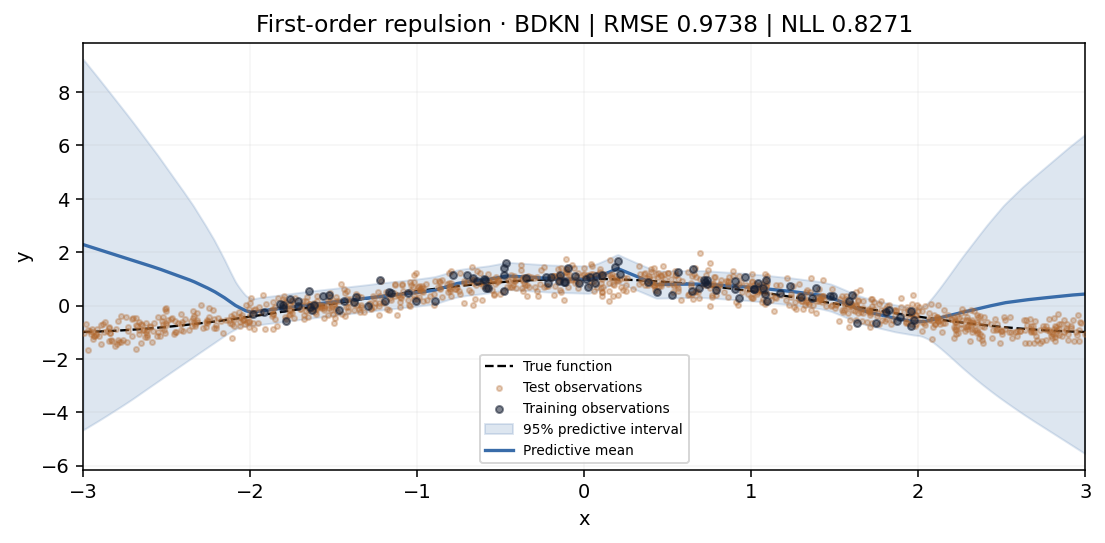 First-order repulsion · BDKN | RMSE 0.9738 | NLL 0.8271
y
8
6
4
2
0
−2
−4
−6
True function
Test observations
Training observations
95% predictive interval
Predictive mean
−3 −2 −1 0 1 2 3
x